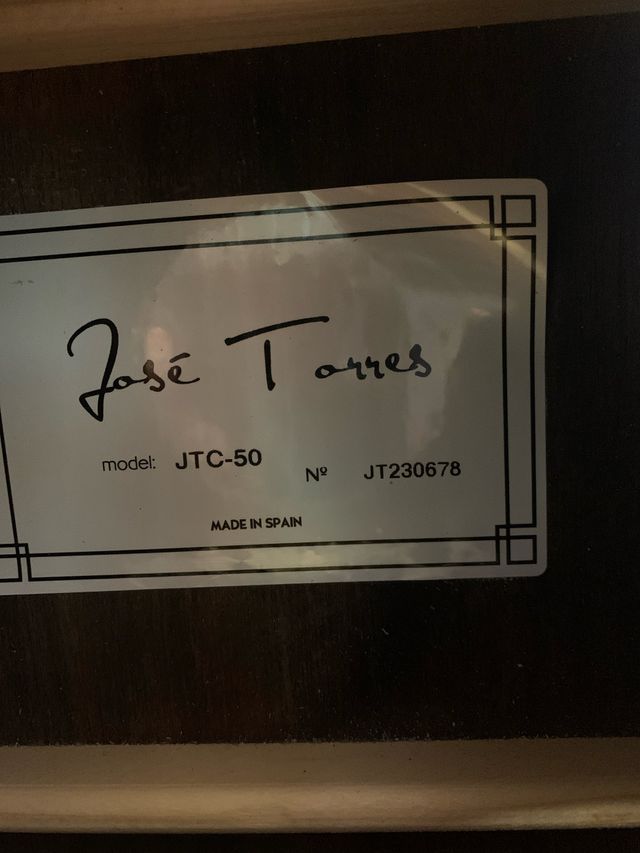 José Torres
model: JTC-50 Nº JT230678
MADE IN SPAIN